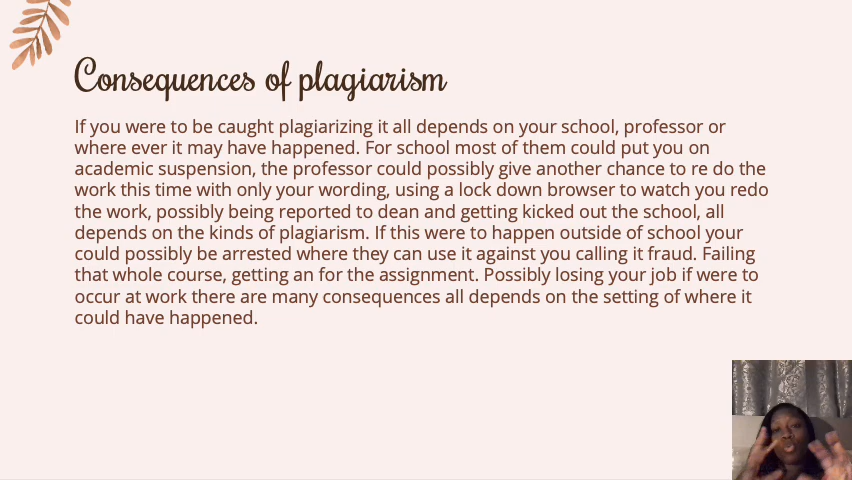 Consequences of plagiarism
If you were to be caught plagiarizing it all depends on your school, professor or
where ever it may have happened. For school most of them could put you on
academic suspension, the professor could possibly give another chance to re do the
work this time with only your wording, using a lock down browser to watch you redo
the work, possibly being reported to dean and getting kicked out the school, all
depends on the kinds of plagiarism. If this were to happen outside of school your
could possibly be arrested where they can use it against you calling it fraud. Failing
that whole course, getting an for the assignment. Possibly losing your job if were to
occur at work there are many consequences all depends on the setting of where it
could have happened.